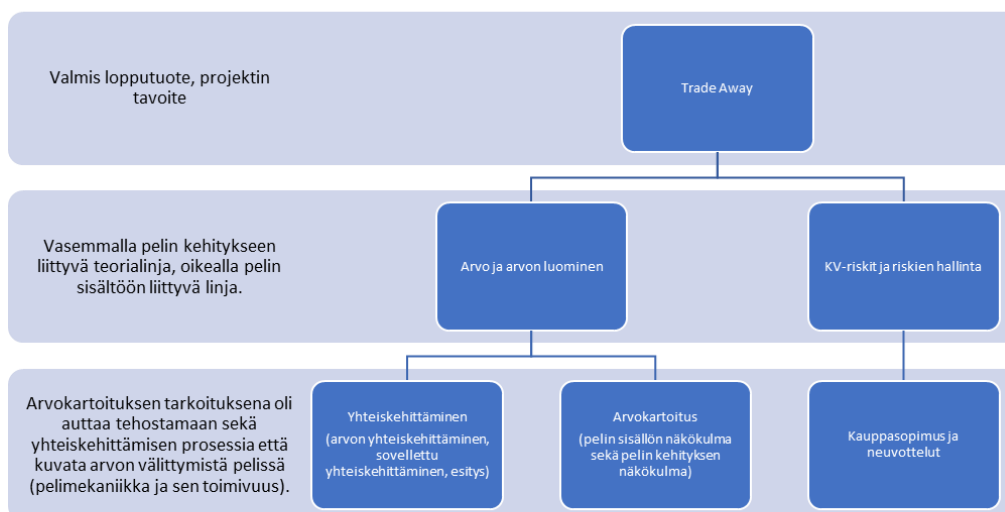 Valmis lopputuote, projektin
tavoite
Trade Away
Vasemmalla pelin kehitykseen
liittyvä teorialinja, oikealla pelin
sisältöön liittyvä linja.
Arvo ja arvon luominen
KV-riskit ja riskien hallinta
Arvokartoituksen tarkoituksena oli
auttaa tehostamaan sekä
yhteiskehittämisen prosessia että
kuvata arvon välittymistä pelissä
(pelimekaniikka ja sen toimivuus).
Yhteiskehittäminen
(arvon yhteiskehittäminen,
sovellettu
yhteiskehittäminen, esitys)
Arvokartoitus
(pelin sisällön näkökulma
sekä pelin kehityksen
näkökulma)
Kauppasopimus ja
neuvottelut